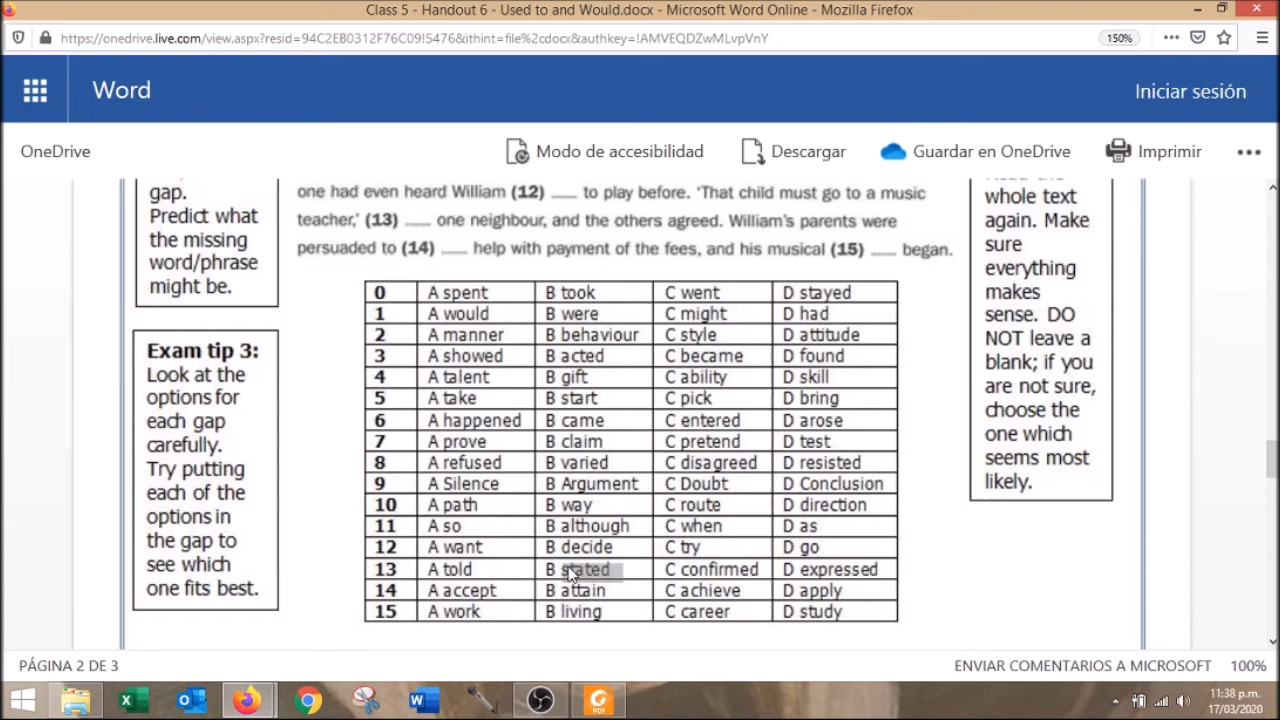 Class 5 - Handout 6 - Used to and Would.docx - Microsoft Word Online - Mozilla Firefox
https://onedrive.live.com/view.aspx?resid=94C2EB0312F76C09!5476&ithint=file%2cdocx&authkey=!AMVEQDZwMLvpVnY
150%
Word
Iniciar sesión
OneDrive
Modo de accesibilidad
Descargar
Guardar en OneDrive
Imprimir
gap.
Predict what
the missing
word/phrase
might be.
Exam tip 3:
Look at the
options for
each gap
carefully.
Try putting
each of the
options in
the gap to
see which
one fits best.
one had even heard William (12) ...... to play before. 'That child must go to a music
teacher,' (13) ...... one neighbour, and the others agreed. William's parents were
persuaded to (14) ...... help with payment of the fees, and his musical (15) ...... began.
0 A spent B took C went D stayed
1 A would B were C might D had
2 A manner B behaviour C style D attitude
3 A showed B acted C became D found
4 A talent B gift C ability D skill
5 A take B start C pick D bring
6 A happened B came C entered D arose
7 A prove B claim C pretend D test
8 A refused B varied C disagreed D resisted
9 A Silence B Argument C Doubt D Conclusion
10 A path B way C route D direction
11 A so B although C when D as
12 A want B decide C try D go
13 A told B stated C confirmed D expressed
14 A accept B attain C achieve D apply
15 A work B living C career D study
whole text
again. Make
sure
everything
makes
sense. DO
NOT leave a
blank; if you
are not sure,
choose the
one which
seems most
likely.
PÁGINA 2 DE 3
ENVIAR COMENTARIOS A MICROSOFT
100%
11:38 p.m.
17/03/2020